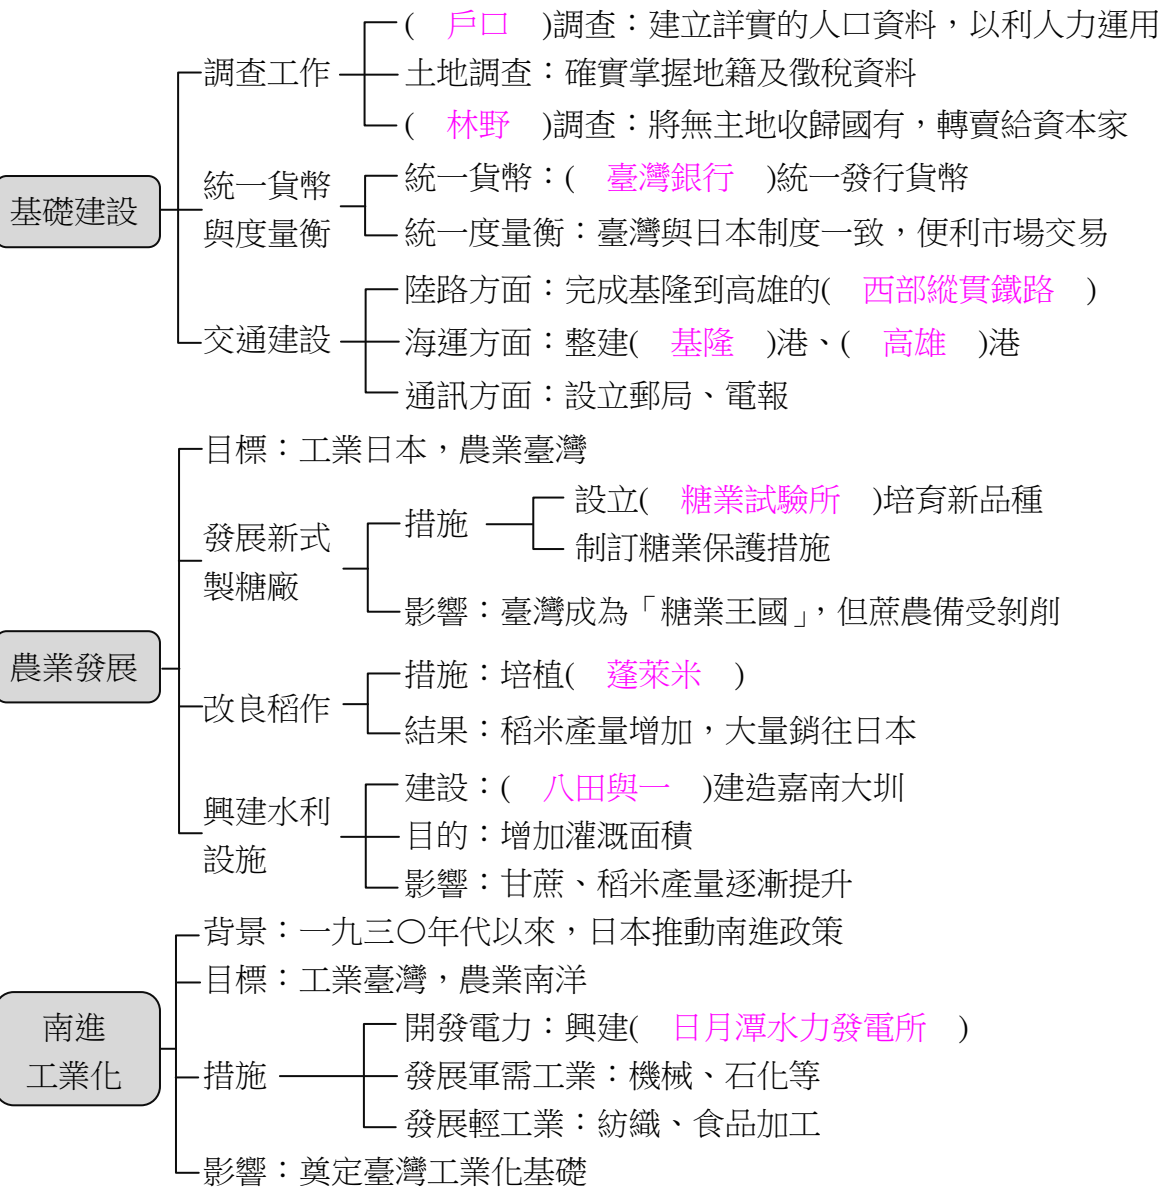 基礎建設
調查工作
( 戶口 )調查：建立詳實的人口資料，以利人力運用
土地調查：確實掌握地籍及徵稅資料
( 林野 )調查：將無主地收歸國有，轉賣給資本家
統一貨幣
與度量衡
統一貨幣：( 臺灣銀行 )統一發行貨幣
統一度量衡：臺灣與日本制度一致，便利市場交易
交通建設
陸路方面：完成基隆到高雄的( 西部縱貫鐵路 )
海運方面：整建( 基隆 )港、( 高雄 )港
通訊方面：設立郵局、電報
農業發展
目標：工業日本，農業臺灣
發展新式
製糖廠
措施
設立( 糖業試驗所 )培育新品種
制訂糖業保護措施
影響：臺灣成為「糖業王國」，但蔗農備受剝削
改良稻作
措施：培植( 蓬萊米 )
結果：稻米產量增加，大量銷往日本
興建水利
設施
建設：( 八田與一 )建造嘉南大圳
目的：增加灌溉面積
影響：甘蔗、稻米產量逐漸提升
南進
工業化
背景：一九三〇年代以來，日本推動南進政策
目標：工業臺灣，農業南洋
措施
開發電力：興建( 日月潭水力發電所 )
發展軍需工業：機械、石化等
發展輕工業：紡織、食品加工
影響：奠定臺灣工業化基礎